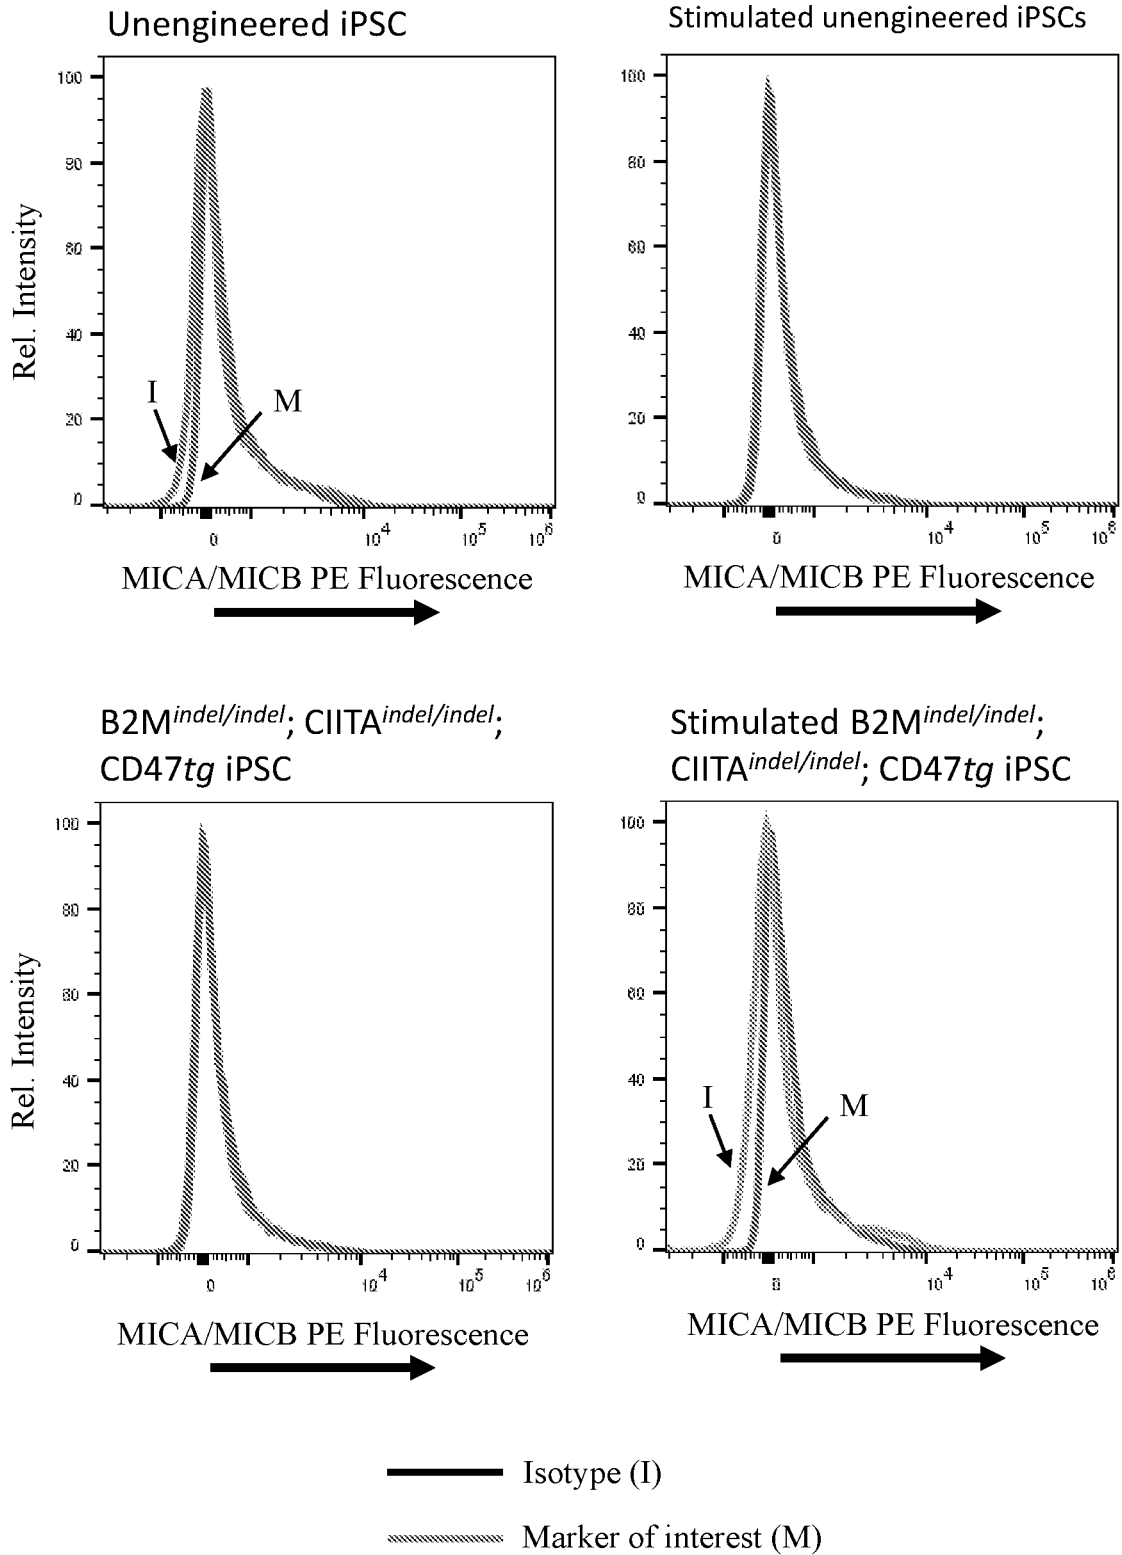 Unengineered iPSC
Stimulated unengineered iPSCs
Rel. Intensity
100
80
60
40
20
0
I
M
0
10^4
10^5
10^6
MICA/MICB PE Fluorescence
100
80
60
40
20
0
0
10^4
10^5
10^6
MICA/MICB PE Fluorescence
B2M^indel/indel; CIITA^indel/indel;
CD47tg iPSC
Stimulated B2M^indel/indel;
CIITA^indel/indel; CD47tg iPSC
Rel. Intensity
100
80
60
40
20
0
0
10^4
10^5
10^6
MICA/MICB PE Fluorescence
100
80
60
40
20
0
I
M
0
10^4
10^5
10^6
MICA/MICB PE Fluorescence
Isotype (I)
Marker of interest (M)